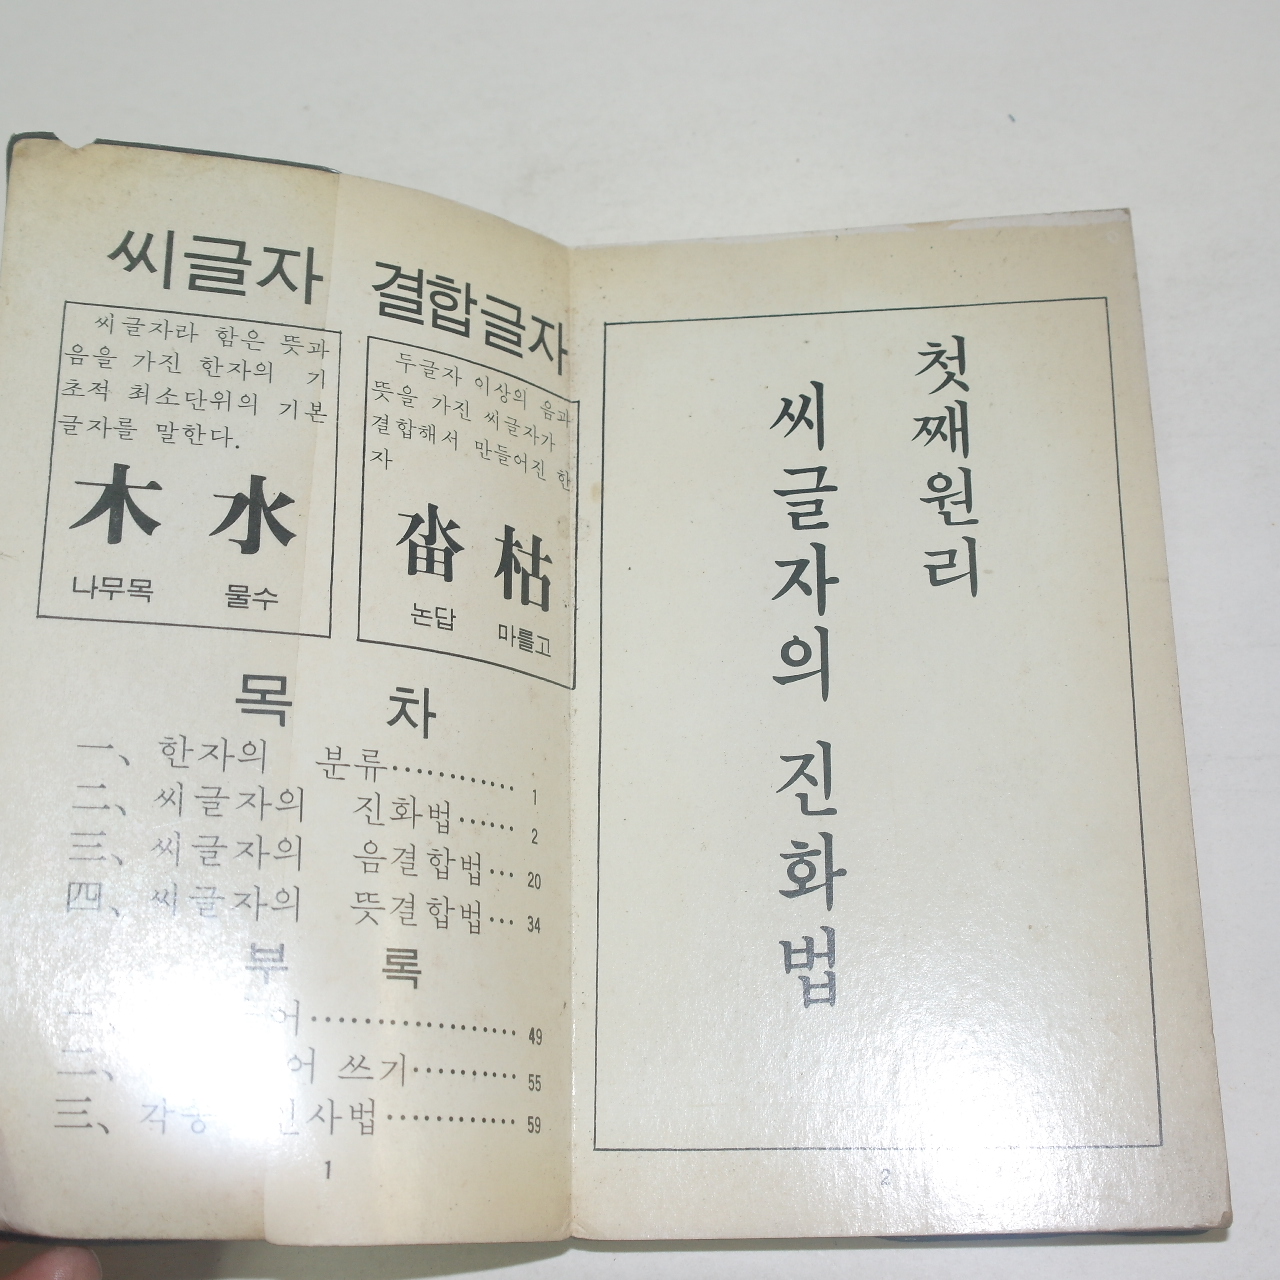 씨글자
씨글자라 함은 뜻과
음을 가진 한자의 기
초적 최소단위의 기본
글자를 말한다.
木 水
나무목 물수
결합글자
두글자 이상의 음과
뜻을 가진 씨글자가
결합해서 만들어진 한
자
畓 枯
논답 마를고
목 차
一、한자의 분류············ 1
二、씨글자의 진화법······ 2
三、씨글자의 음결합법··· 20
四、씨글자의 뜻결합법··· 34
부 록
어·················· 49
二、 어 쓰기·········· 55
三、각종 인사법············ 59
1
첫째원리
씨글자의 진화법
2